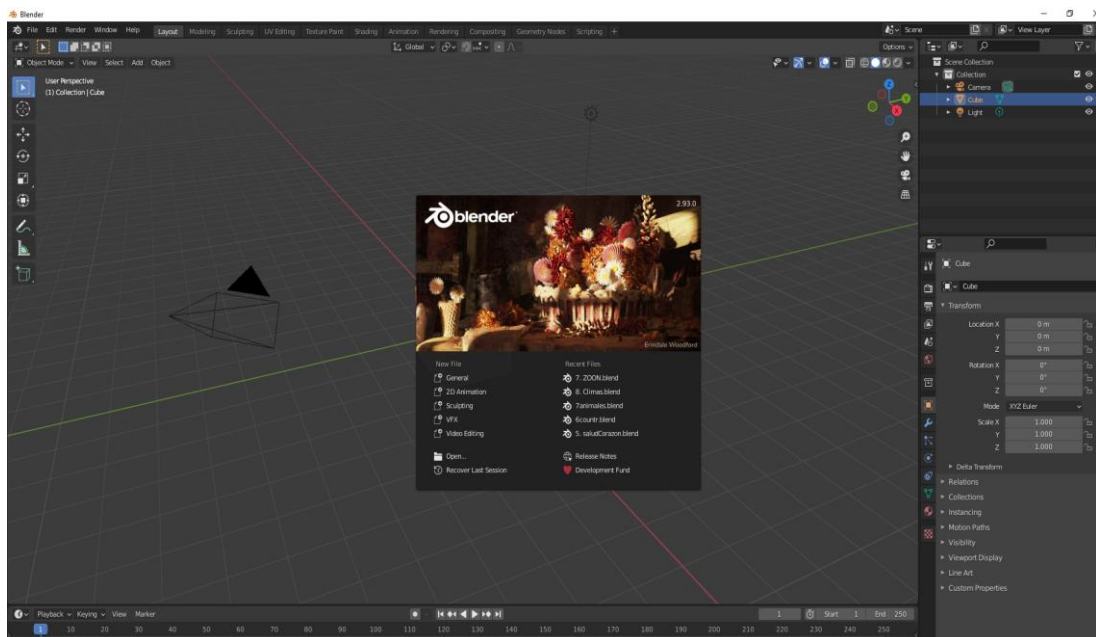 Blender
File Edit Render Window Help Layout Modeling Sculpting UV Editing Texture Paint Shading Animation Rendering Compositing Geometry Nodes Scripting +
Scene View Layer
Global Options
Object Mode View Select Add Object
User Perspective
(1) Collection | Cube
Z
Y
X
Scene Collection
Collection
Camera
Cube
Light
blender
2.93.0
Erindale Woodford
New File
General
2D Animation
Sculpting
VFX
Video Editing
Open...
Recover Last Session
Recent Files
7. ZOON.blend
8. Climas.blend
7animales.blend
6countr.blend
5. saludCorazon.blend
Release Notes
Development Fund
Cube
Cube
Transform
Location X 0 m
Y 0 m
Z 0 m
Rotation X 0°
Y 0°
Z 0°
Mode XYZ Euler
Scale X 1.000
Y 1.000
Z 1.000
Delta Transform
Relations
Collections
Instancing
Motion Paths
Visibility
Viewport Display
Line Art
Custom Properties
Playback Keying View Marker 1 Start 1 End 250
1 10 20 30 40 50 60 70 80 90 100 110 120 130 140 150 160 170 180 190 200 210 220 230 240 250